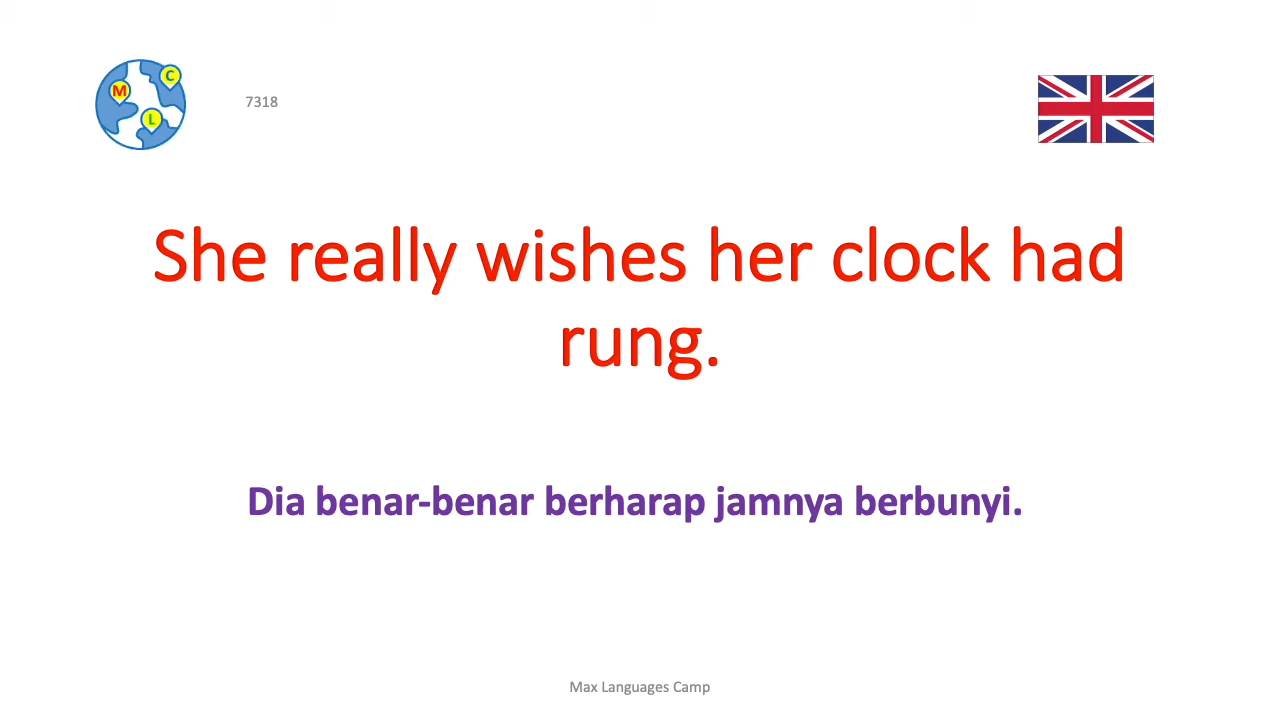 M
C
L
7318
She really wishes her clock had
rung.
Dia benar-benar berharap jamnya berbunyi.
Max Languages Camp